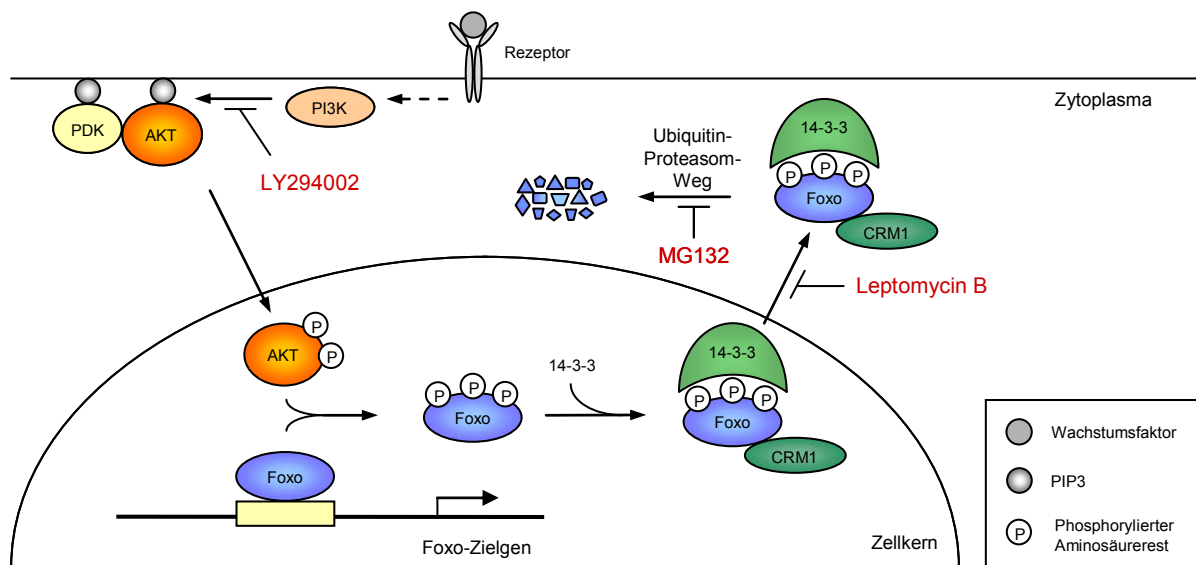 Rezeptor
Zytoplasma
PDK
AKT
PI3K
LY294002
Ubiquitin-
Proteasom-
Weg
MG132
14-3-3
P
P
P
Foxo
CRM1
Leptomycin B
AKT
P
P
P
P
P
Foxo
14-3-3
14-3-3
P
P
P
Foxo
CRM1
Foxo
Foxo-Zielgen
Zellkern
Wachstumsfaktor
PIP3
P
Phosphorylierter
Aminosäurerest